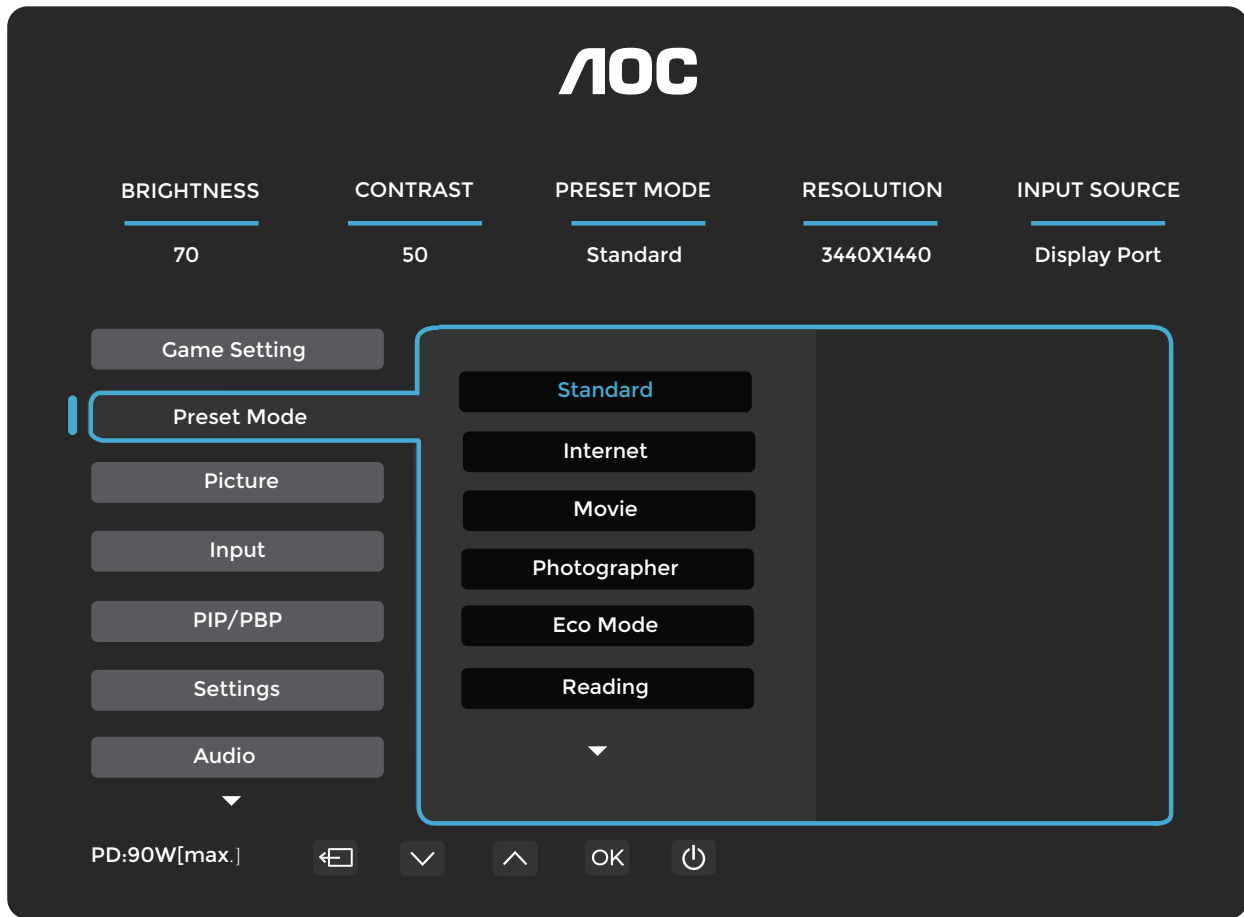 AOC
BRIGHTNESS CONTRAST PRESET MODE RESOLUTION INPUT SOURCE
70 50 Standard 3440X1440 Display Port
Game Setting
Preset Mode
Picture
Input
PIP/PBP
Settings
Audio
Standard
Internet
Movie
Photographer
Eco Mode
Reading
PD:90W[max.]
OK